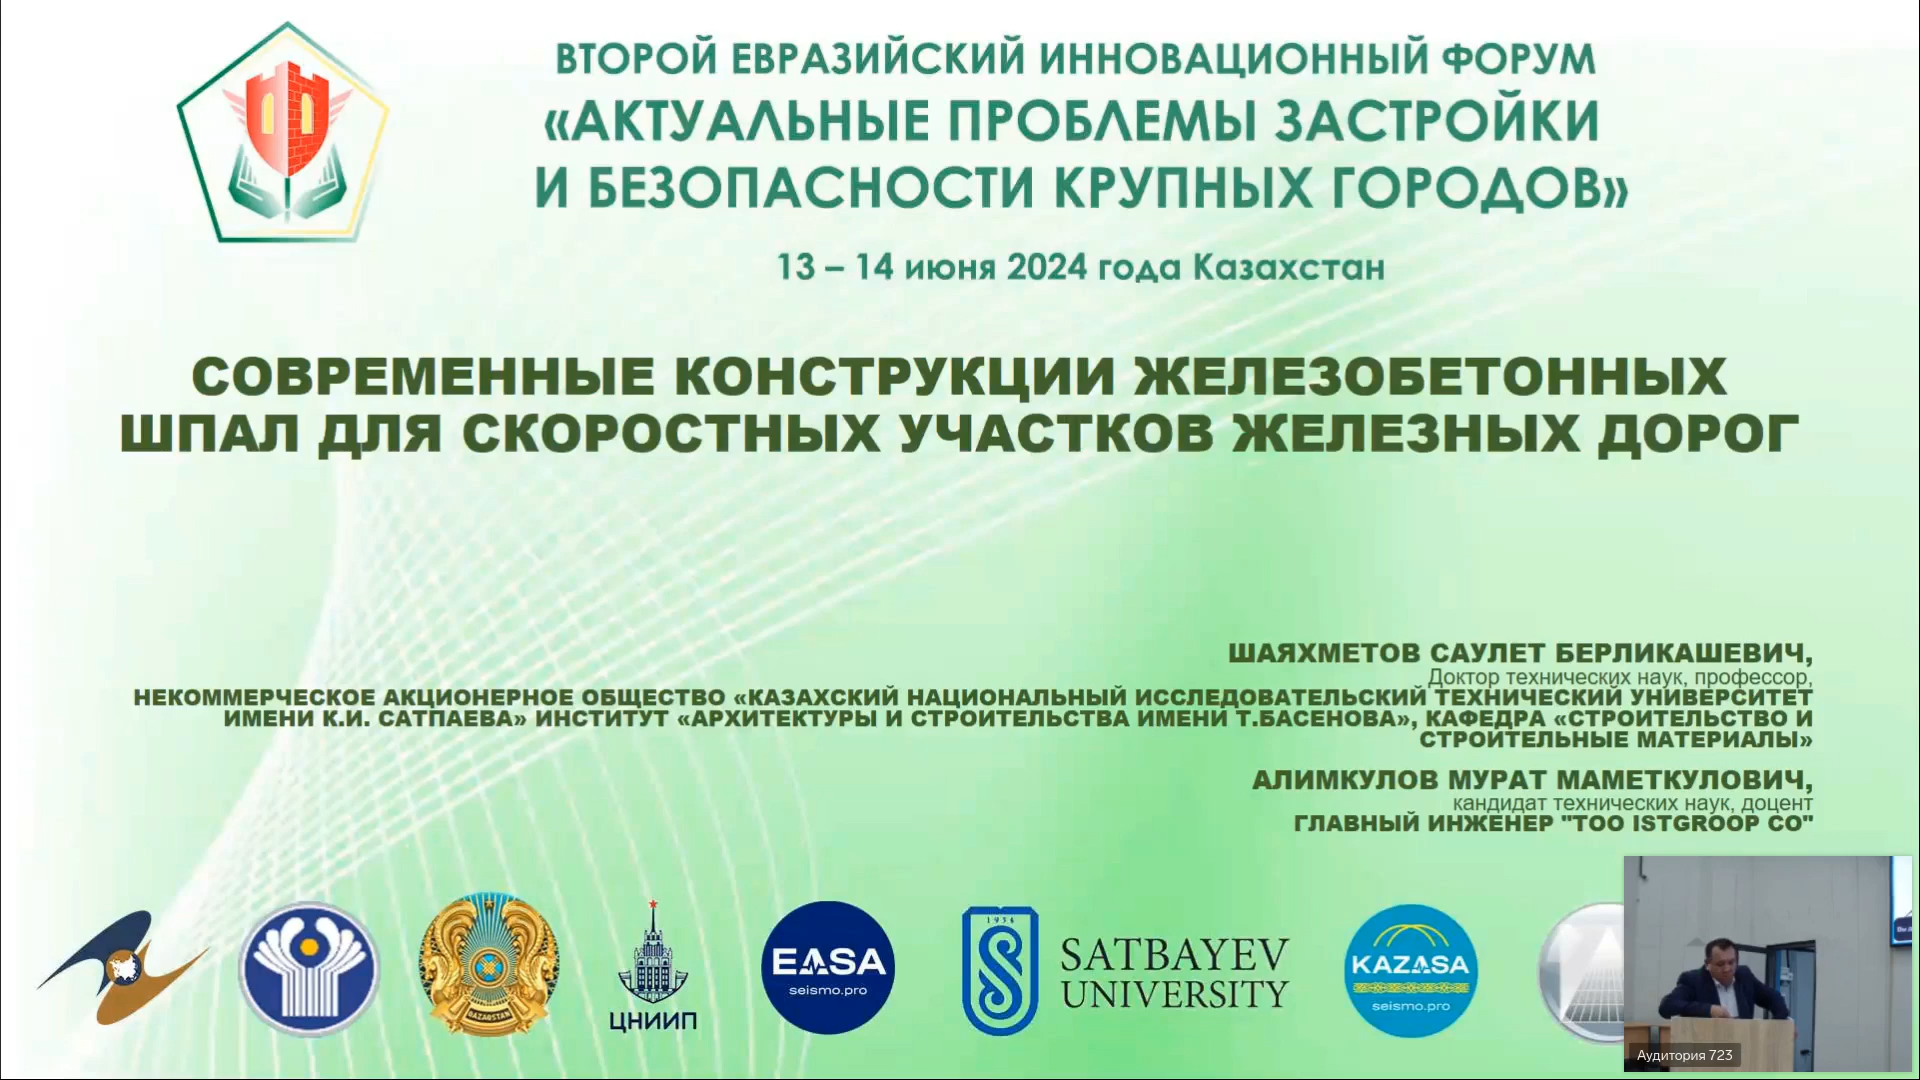 ВТОРОЙ ЕВРАЗИЙСКИЙ ИННОВАЦИОННЫЙ ФОРУМ
«АКТУАЛЬНЫЕ ПРОБЛЕМЫ ЗАСТРОЙКИ
И БЕЗОПАСНОСТИ КРУПНЫХ ГОРОДОВ»
13 – 14 июня 2024 года Казахстан
СОВРЕМЕННЫЕ КОНСТРУКЦИИ ЖЕЛЕЗОБЕТОННЫХ
ШПАЛ ДЛЯ СКОРОСТНЫХ УЧАСТКОВ ЖЕЛЕЗНЫХ ДОРОГ
ШАЯХМЕТОВ САУЛЕТ БЕРЛИКАШЕВИЧ,
Доктор технических наук, профессор,
НЕКОММЕРЧЕСКОЕ АКЦИОНЕРНОЕ ОБЩЕСТВО «КАЗАХСКИЙ НАЦИОНАЛЬНЫЙ ИССЛЕДОВАТЕЛЬСКИЙ ТЕХНИЧЕСКИЙ УНИВЕРСИТЕТ
ИМЕНИ К.И. САТПАЕВА» ИНСТИТУТ «АРХИТЕКТУРЫ И СТРОИТЕЛЬСТВА ИМЕНИ Т.БАСЕНОВА», КАФЕДРА «СТРОИТЕЛЬСТВО И
СТРОИТЕЛЬНЫЕ МАТЕРИАЛЫ»
АЛИМКУЛОВ МУРАТ МАМЕТКУЛОВИЧ,
кандидат технических наук, доцент
ГЛАВНЫЙ ИНЖЕНЕР "ТОО ISTGROOP CO"
QAZAQSTAN
ЦНИИП
EASA
seismo.pro
1934
SATBAYEV
UNIVERSITY
KAZASA
seismo.pro
Аудитория 723